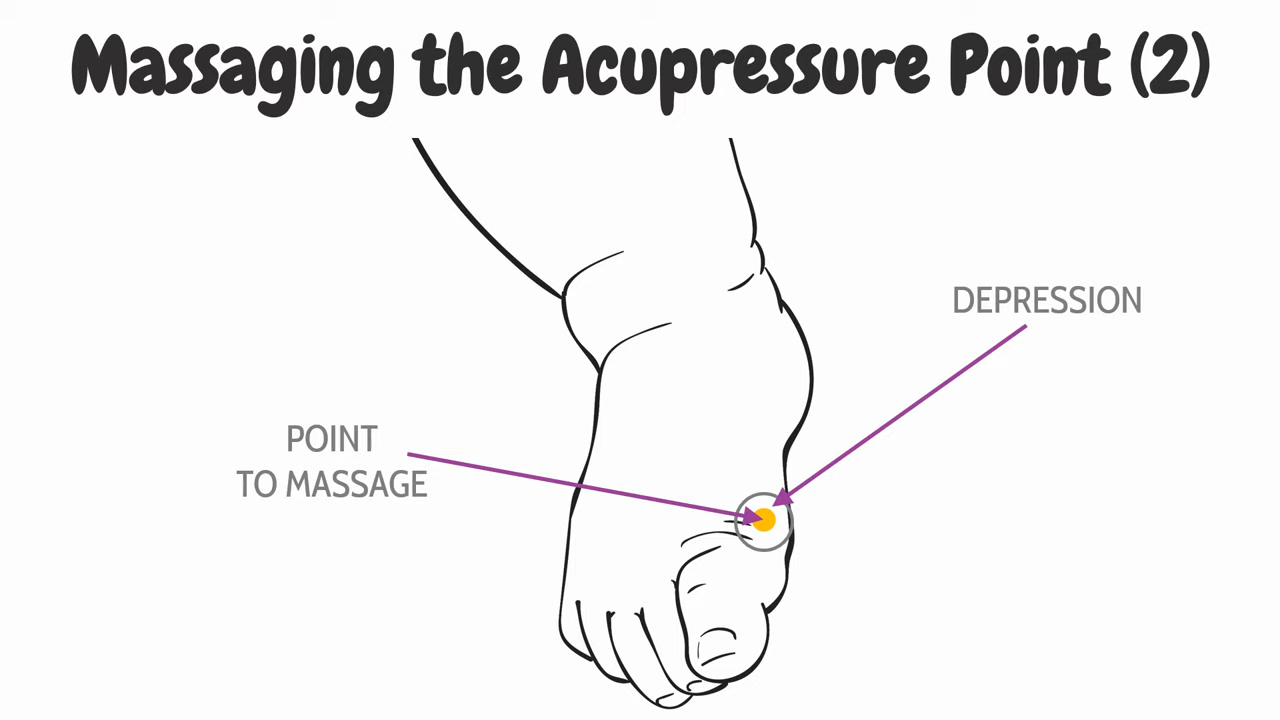 Massaging the Acupressure Point (2)
DEPRESSION
POINT
TO MASSAGE